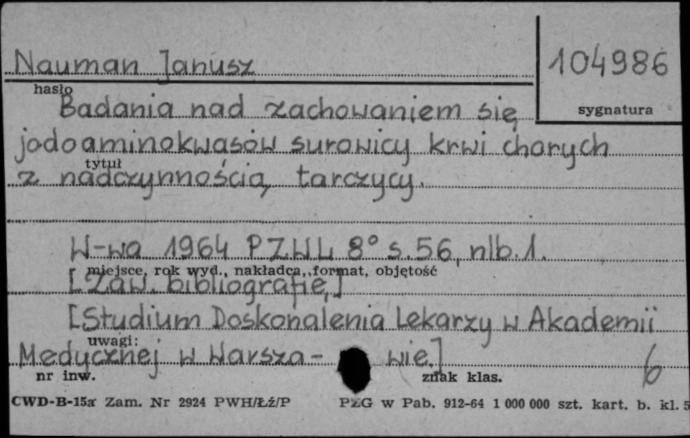 Nauman Janusz
104986
hasło
sygnatura
Badania nad zachowaniem się
jodoaminokwasów surowicy krwi chorych
tytuł
z nadczynnością tarczycy.
W-wa 1964 PZWL 8° s. 56, nlb. 1.
miejsce, rok wyd., nakładca, format, objętość
[Zaw. bibliografię.]
[Studium Doskonalenia Lekarzy w Akademii
uwagi:
Medycznej w Warsza- wie.]
6
nr inw.
znak klas.
CWD-B-15a Zam. Nr 2924 PWH/Łź/P PZG w Pab. 912-64 1 000 000 szt. kart. b. kl. 5